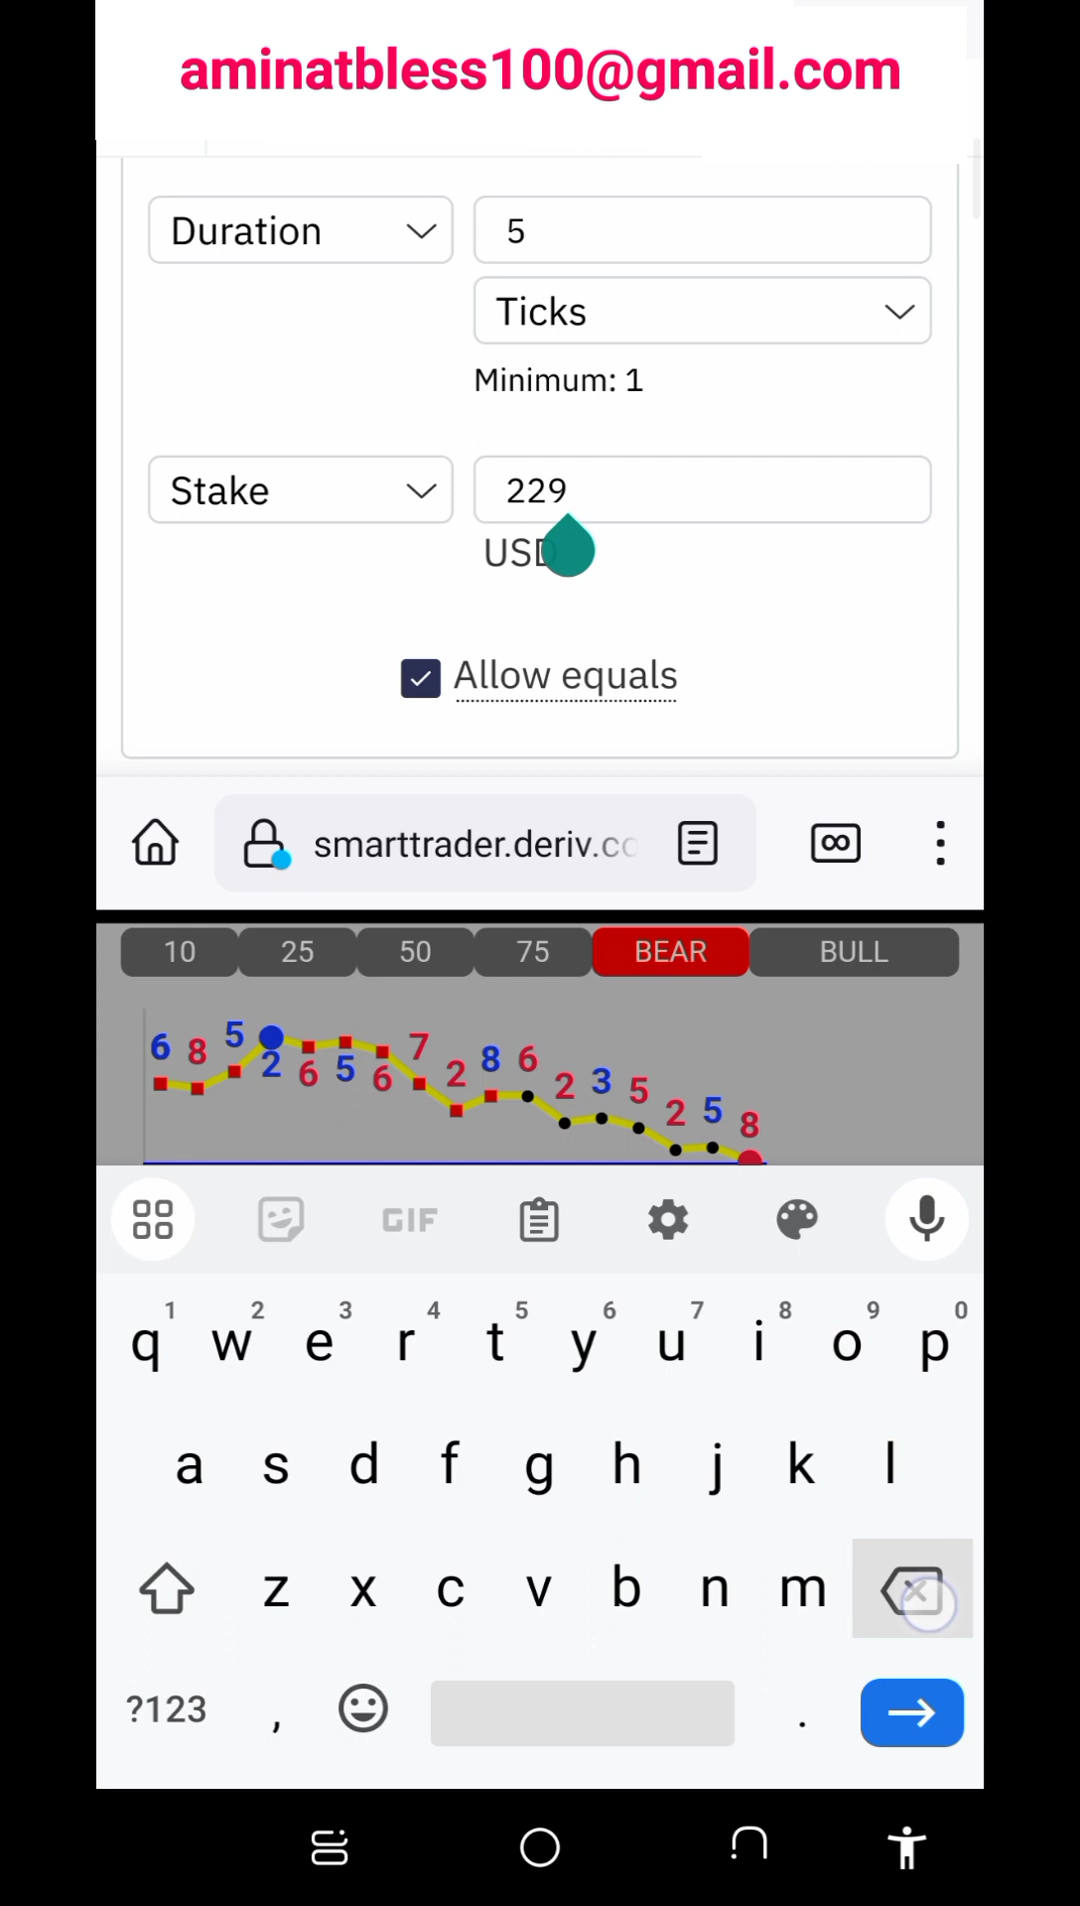 aminatbless100@gmail.com
Duration 5
Ticks
Minimum: 1
Stake 229
USD
Allow equals
smarttrader.deriv.co
10 25 50 75 BEAR BULL
6 8 5 2 6 5 6 7 2 8 6 2 3 5 2 5 8
GIF
1 2 3 4 5 6 7 8 9 0
q w e r t y u i o p
a s d f g h j k l
z x c v b n m
?123 , .